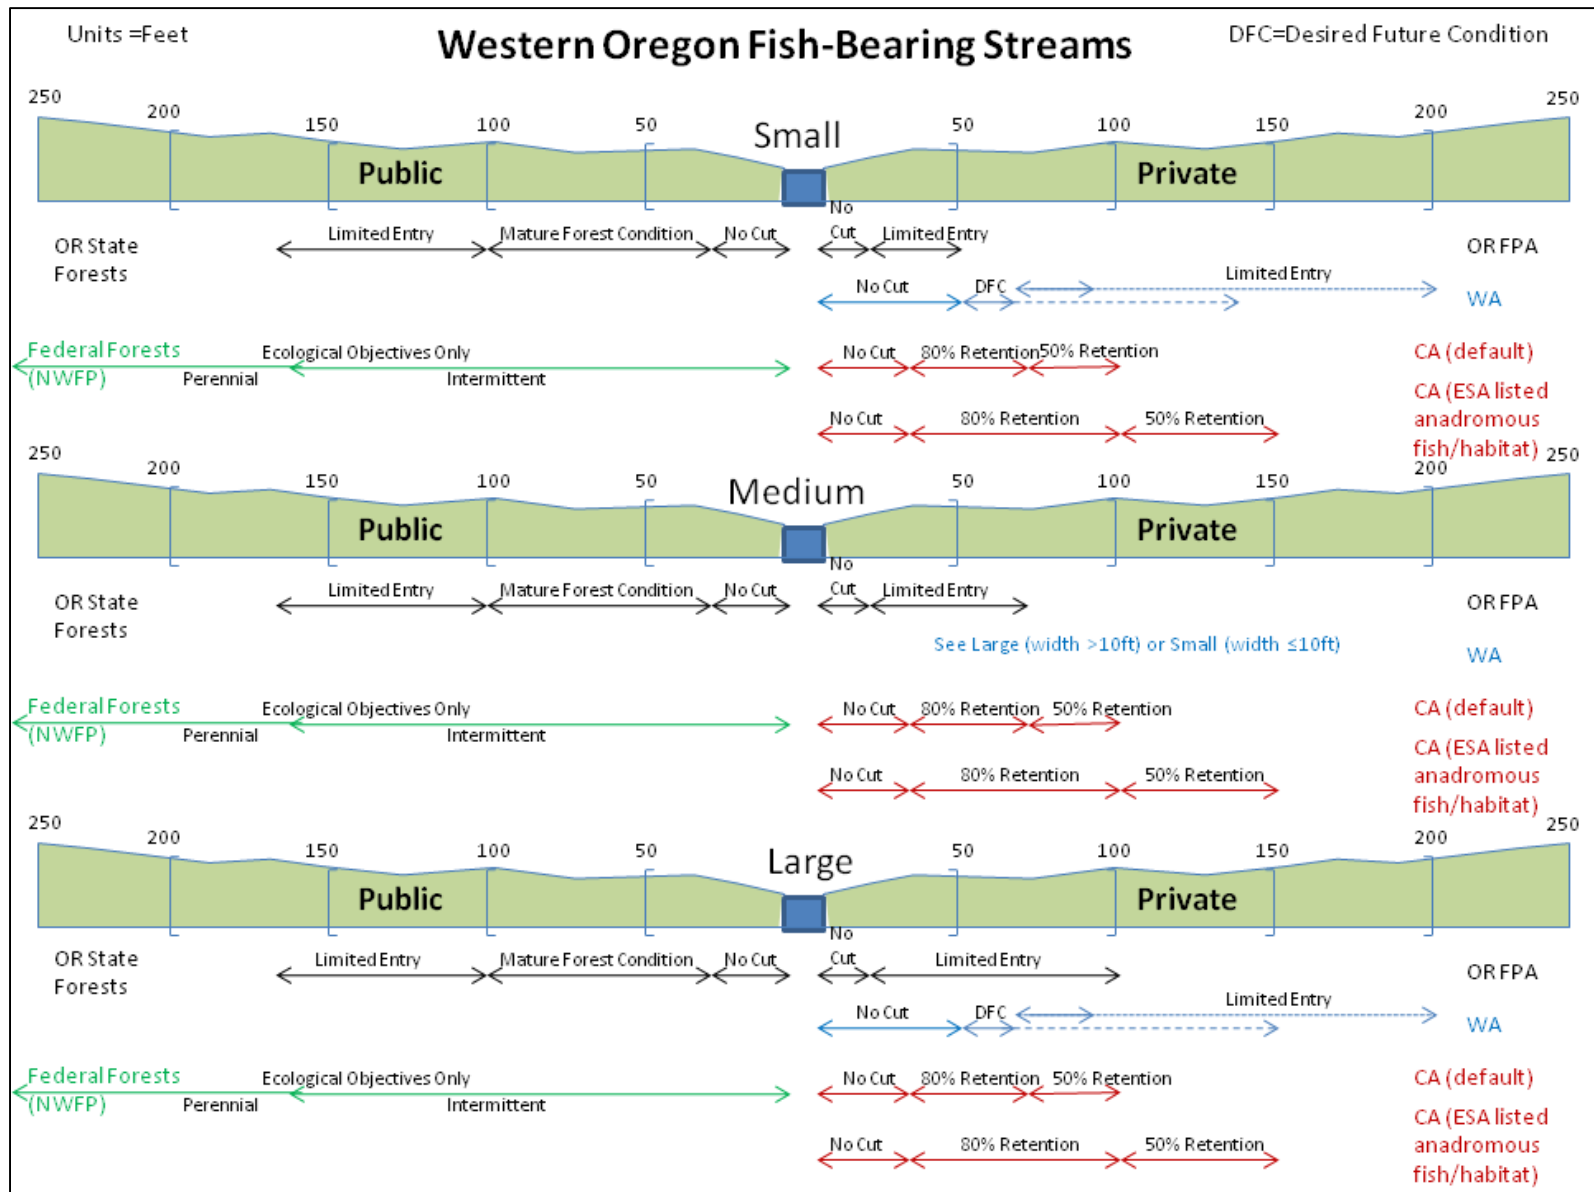 Units =Feet
Western Oregon Fish-Bearing Streams
DFC=Desired Future Condition
250 200 150 100 50 Small 50 100 150 200 250
Public Private
OR State
Forests
Limited Entry Mature Forest Condition No Cut
No
Cut Limited Entry
OR FPA
No Cut DFC Limited Entry
WA
Federal Forests
(NWFP)
Ecological Objectives Only
Perennial Intermittent
No Cut 80% Retention 50% Retention
CA (default)
No Cut 80% Retention 50% Retention
CA (ESA listed
anadromous
fish/habitat)
250 200 150 100 50 Medium 50 100 150 200 250
Public Private
OR State
Forests
Limited Entry Mature Forest Condition No Cut
No
Cut Limited Entry
OR FPA
See Large (width >10ft) or Small (width ≤10ft)
WA
Federal Forests
(NWFP)
Ecological Objectives Only
Perennial Intermittent
No Cut 80% Retention 50% Retention
CA (default)
No Cut 80% Retention 50% Retention
CA (ESA listed
anadromous
fish/habitat)
250 200 150 100 50 Large 50 100 150 200 250
Public Private
OR State
Forests
Limited Entry Mature Forest Condition No Cut
No
Cut Limited Entry
OR FPA
No Cut DFC Limited Entry
WA
Federal Forests
(NWFP)
Ecological Objectives Only
Perennial Intermittent
No Cut 80% Retention 50% Retention
CA (default)
No Cut 80% Retention 50% Retention
CA (ESA listed
anadromous
fish/habitat)